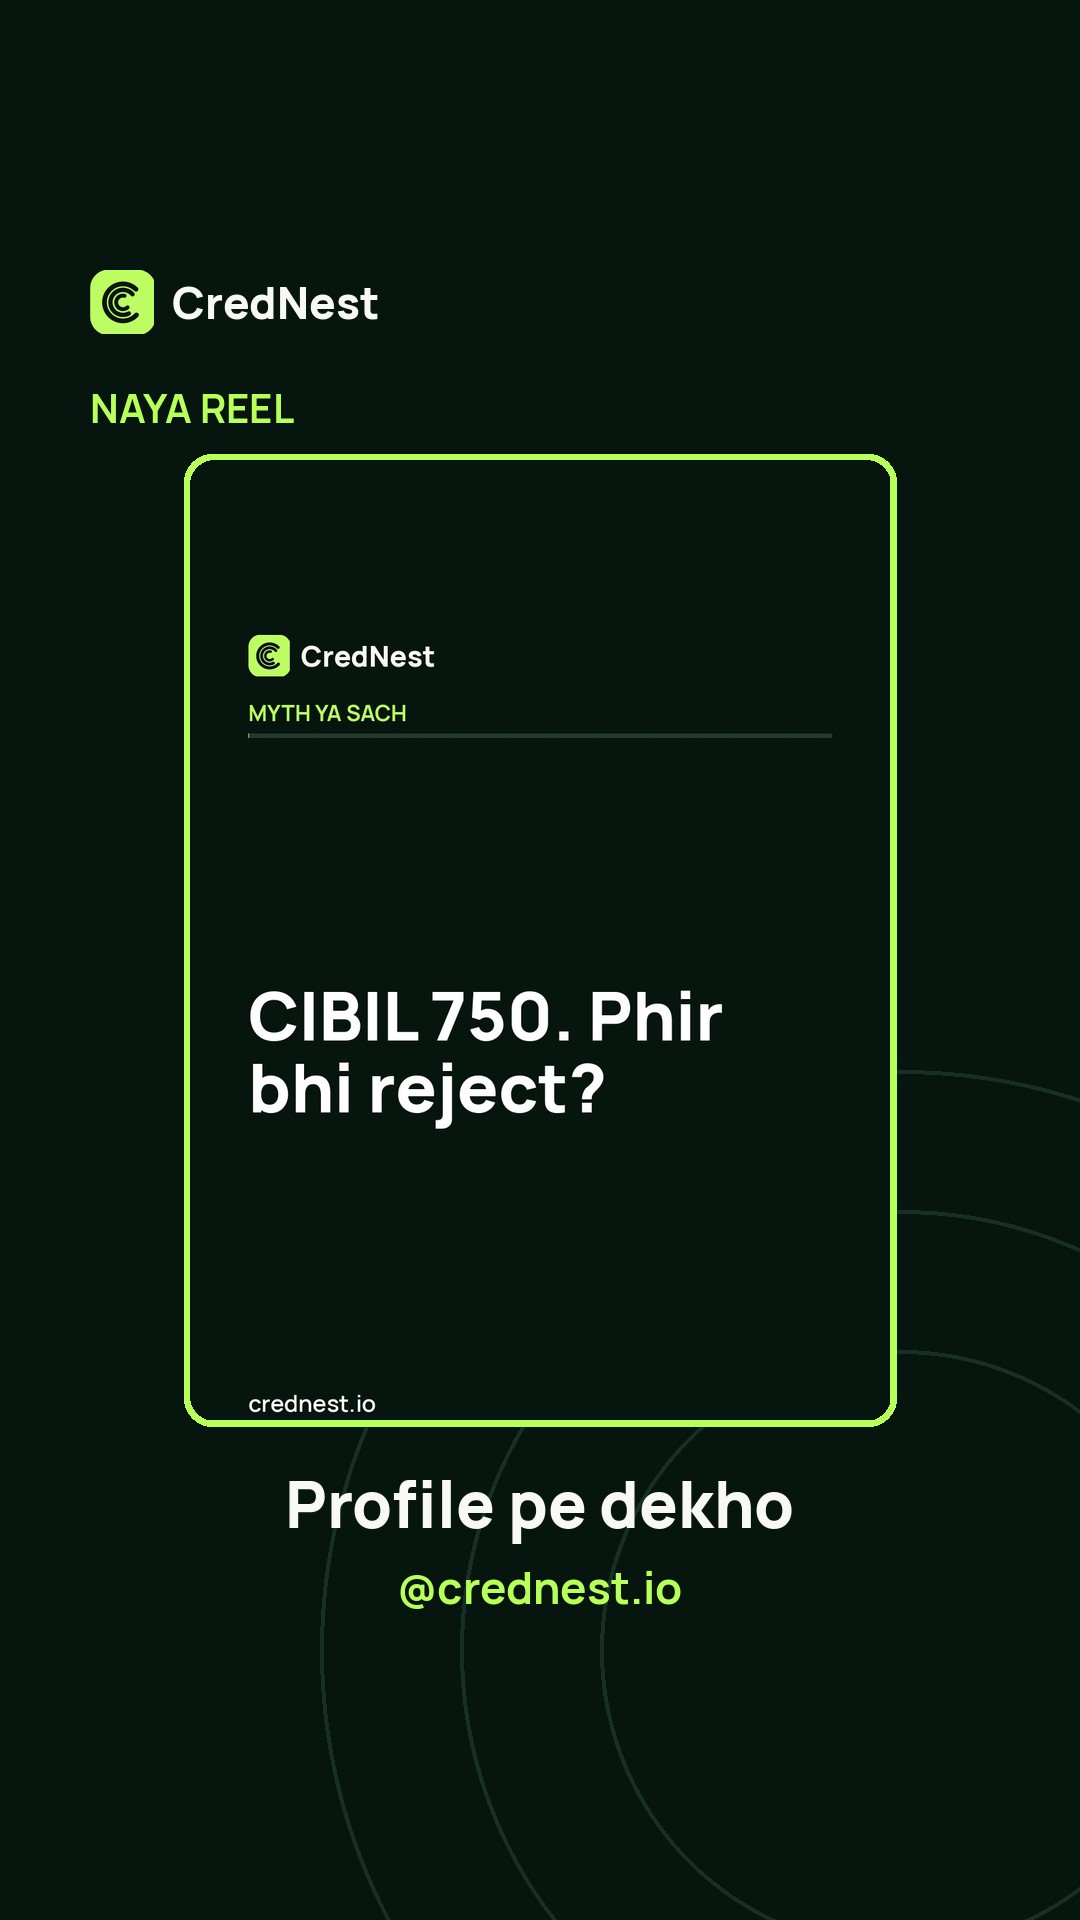 CredNest
NAYA REEL
CredNest
MYTH YA SACH
CIBIL 750. Phir
bhi reject?
crednest.io
Profile pe dekho
@crednest.io